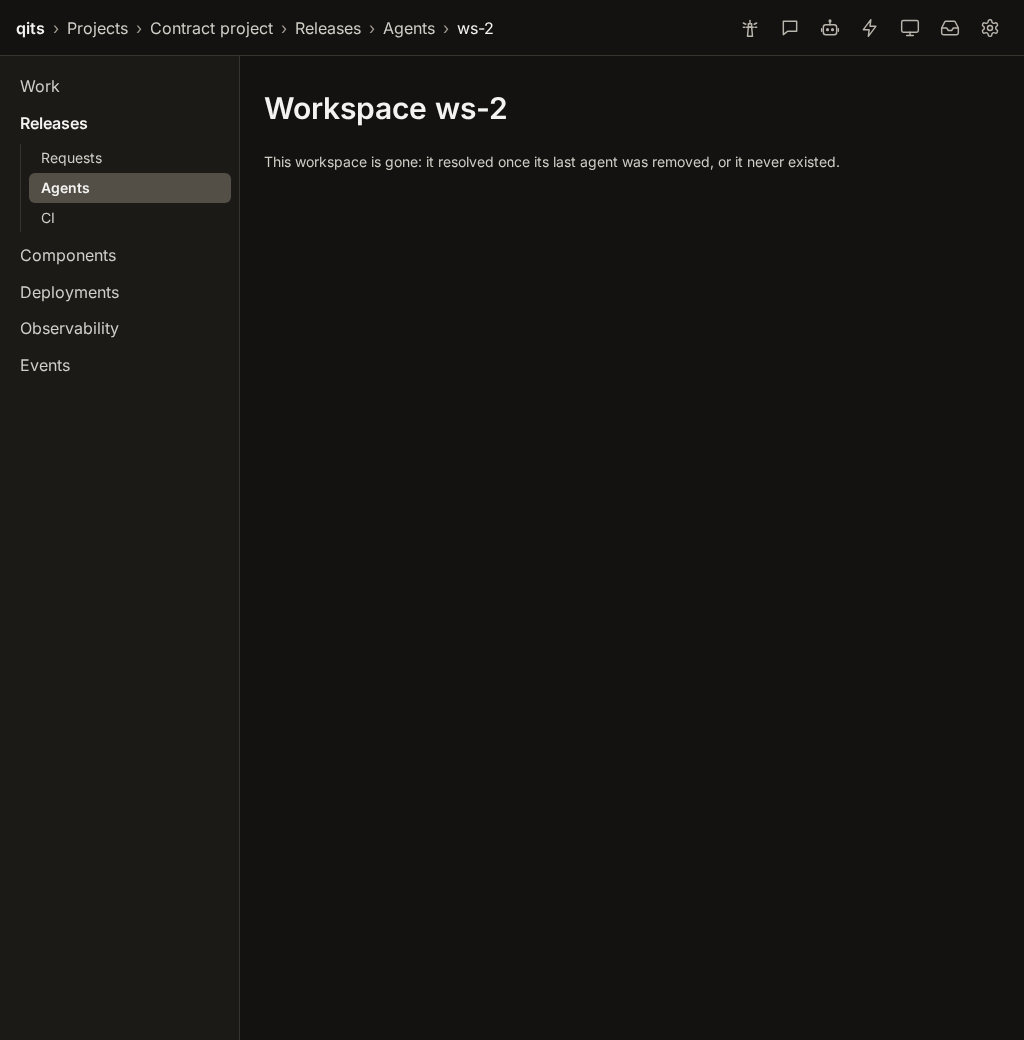 qits › Projects › Contract project › Releases › Agents › ws-2
Work
Releases
Requests
Agents
CI
Components
Deployments
Observability
Events
Workspace ws-2
This workspace is gone: it resolved once its last agent was removed, or it never existed.